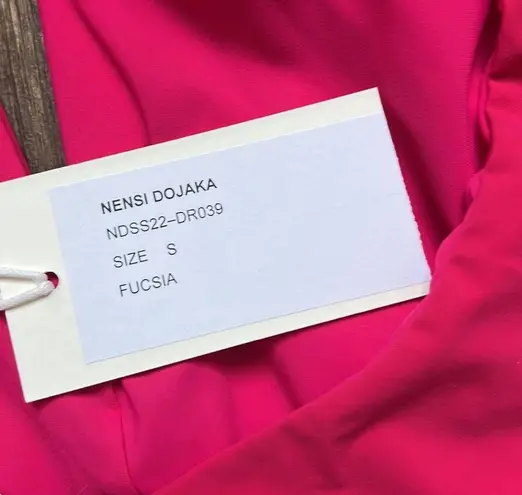 NENSI DOJAKA
NDSS22–DR039
SIZE S
FUCSIA